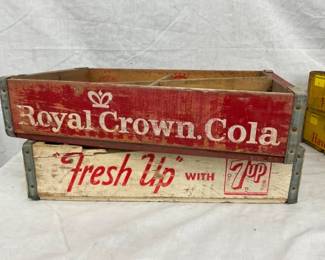 Royal Crown Cola
"Fresh Up" WITH 7up